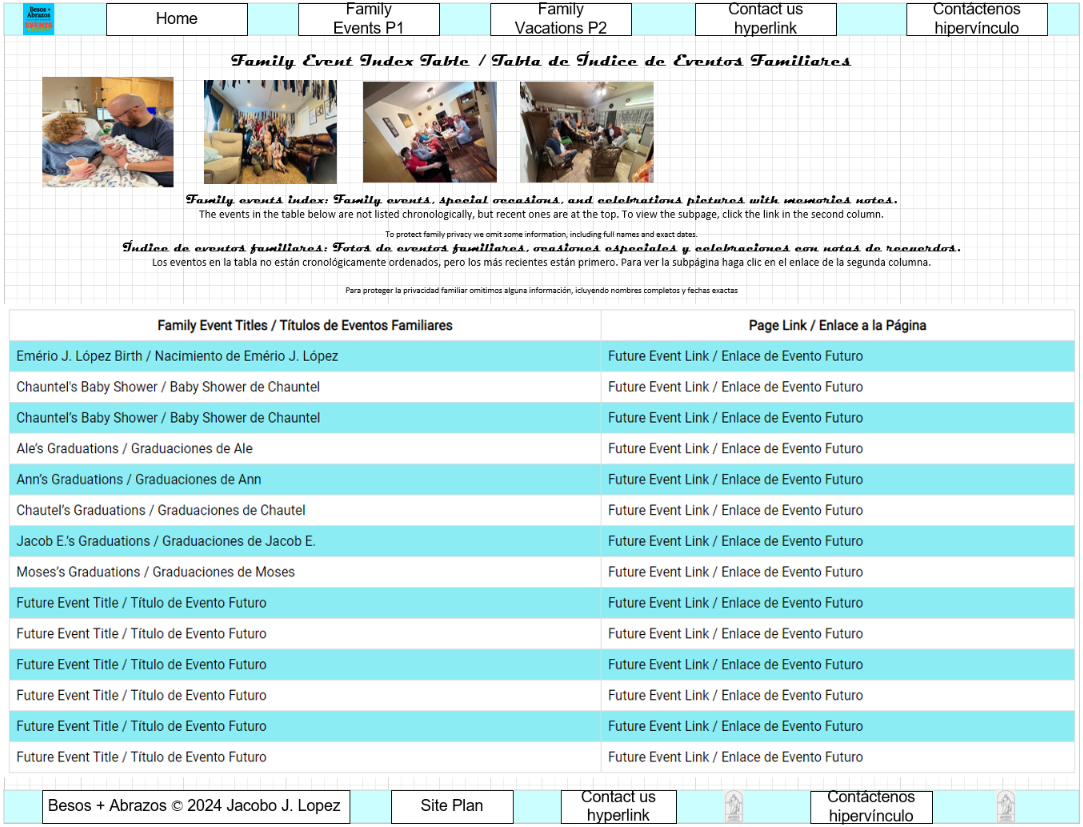 Besos +
Abrazos
EVENTS
Home
Family
Events P1
Family
Vacations P2
Contact us
hyperlink
Contáctenos
hipervínculo
Family Event Index Table / Tabla de Índice de Eventos Familiares
Family events index: Family events, special occasions, and celebrations pictures with memories notes.
The events in the table below are not listed chronologically, but recent ones are at the top. To view the subpage, click the link in the second column.
To protect family privacy we omit some information, including full names and exact dates.
Índice de eventos familiares: Fotos de eventos familiares, ocasiones especiales y celebraciones con notas de recuerdos.
Los eventos en la tabla no están cronológicamente ordenados, pero los más recientes están primero. Para ver la subpágina haga clic en el enlace de la segunda columna.
Para proteger la privacidad familiar omitimos alguna información, icluyendo nombres completos y fechas exactas
Family Event Titles / Títulos de Eventos Familiares Page Link / Enlace a la Página
Emério J. López Birth / Nacimiento de Emério J. López Future Event Link / Enlace de Evento Futuro
Chauntel's Baby Shower / Baby Shower de Chauntel Future Event Link / Enlace de Evento Futuro
Chauntel's Baby Shower / Baby Shower de Chauntel Future Event Link / Enlace de Evento Futuro
Ale's Graduations / Graduaciones de Ale Future Event Link / Enlace de Evento Futuro
Ann's Graduations / Graduaciones de Ann Future Event Link / Enlace de Evento Futuro
Chautel's Graduations / Graduaciones de Chautel Future Event Link / Enlace de Evento Futuro
Jacob E.'s Graduations / Graduaciones de Jacob E. Future Event Link / Enlace de Evento Futuro
Moses's Graduations / Graduaciones de Moses Future Event Link / Enlace de Evento Futuro
Future Event Title / Título de Evento Futuro Future Event Link / Enlace de Evento Futuro
Future Event Title / Título de Evento Futuro Future Event Link / Enlace de Evento Futuro
Future Event Title / Título de Evento Futuro Future Event Link / Enlace de Evento Futuro
Future Event Title / Título de Evento Futuro Future Event Link / Enlace de Evento Futuro
Future Event Title / Título de Evento Futuro Future Event Link / Enlace de Evento Futuro
Future Event Title / Título de Evento Futuro Future Event Link / Enlace de Evento Futuro
Besos + Abrazos © 2024 Jacobo J. Lopez
Site Plan
Contact us
hyperlink
Contáctenos
hipervínculo